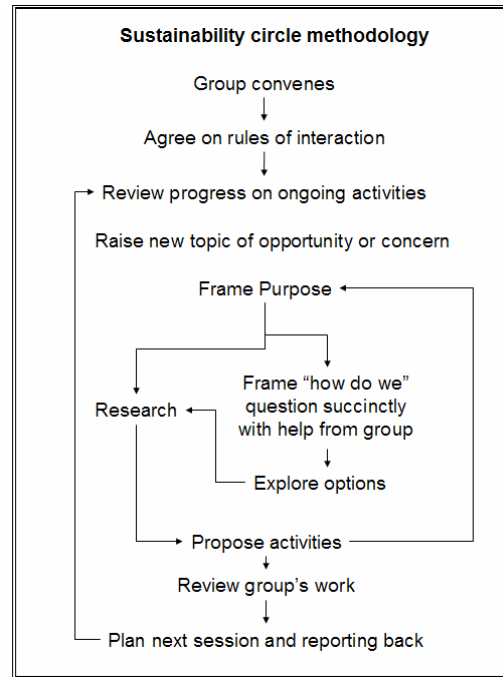 Sustainability circle methodology
Group convenes
Agree on rules of interaction
Review progress on ongoing activities
Raise new topic of opportunity or concern
Frame Purpose
Frame “how do we”
question succinctly
with help from group
Research
Explore options
Propose activities
Review group’s work
Plan next session and reporting back